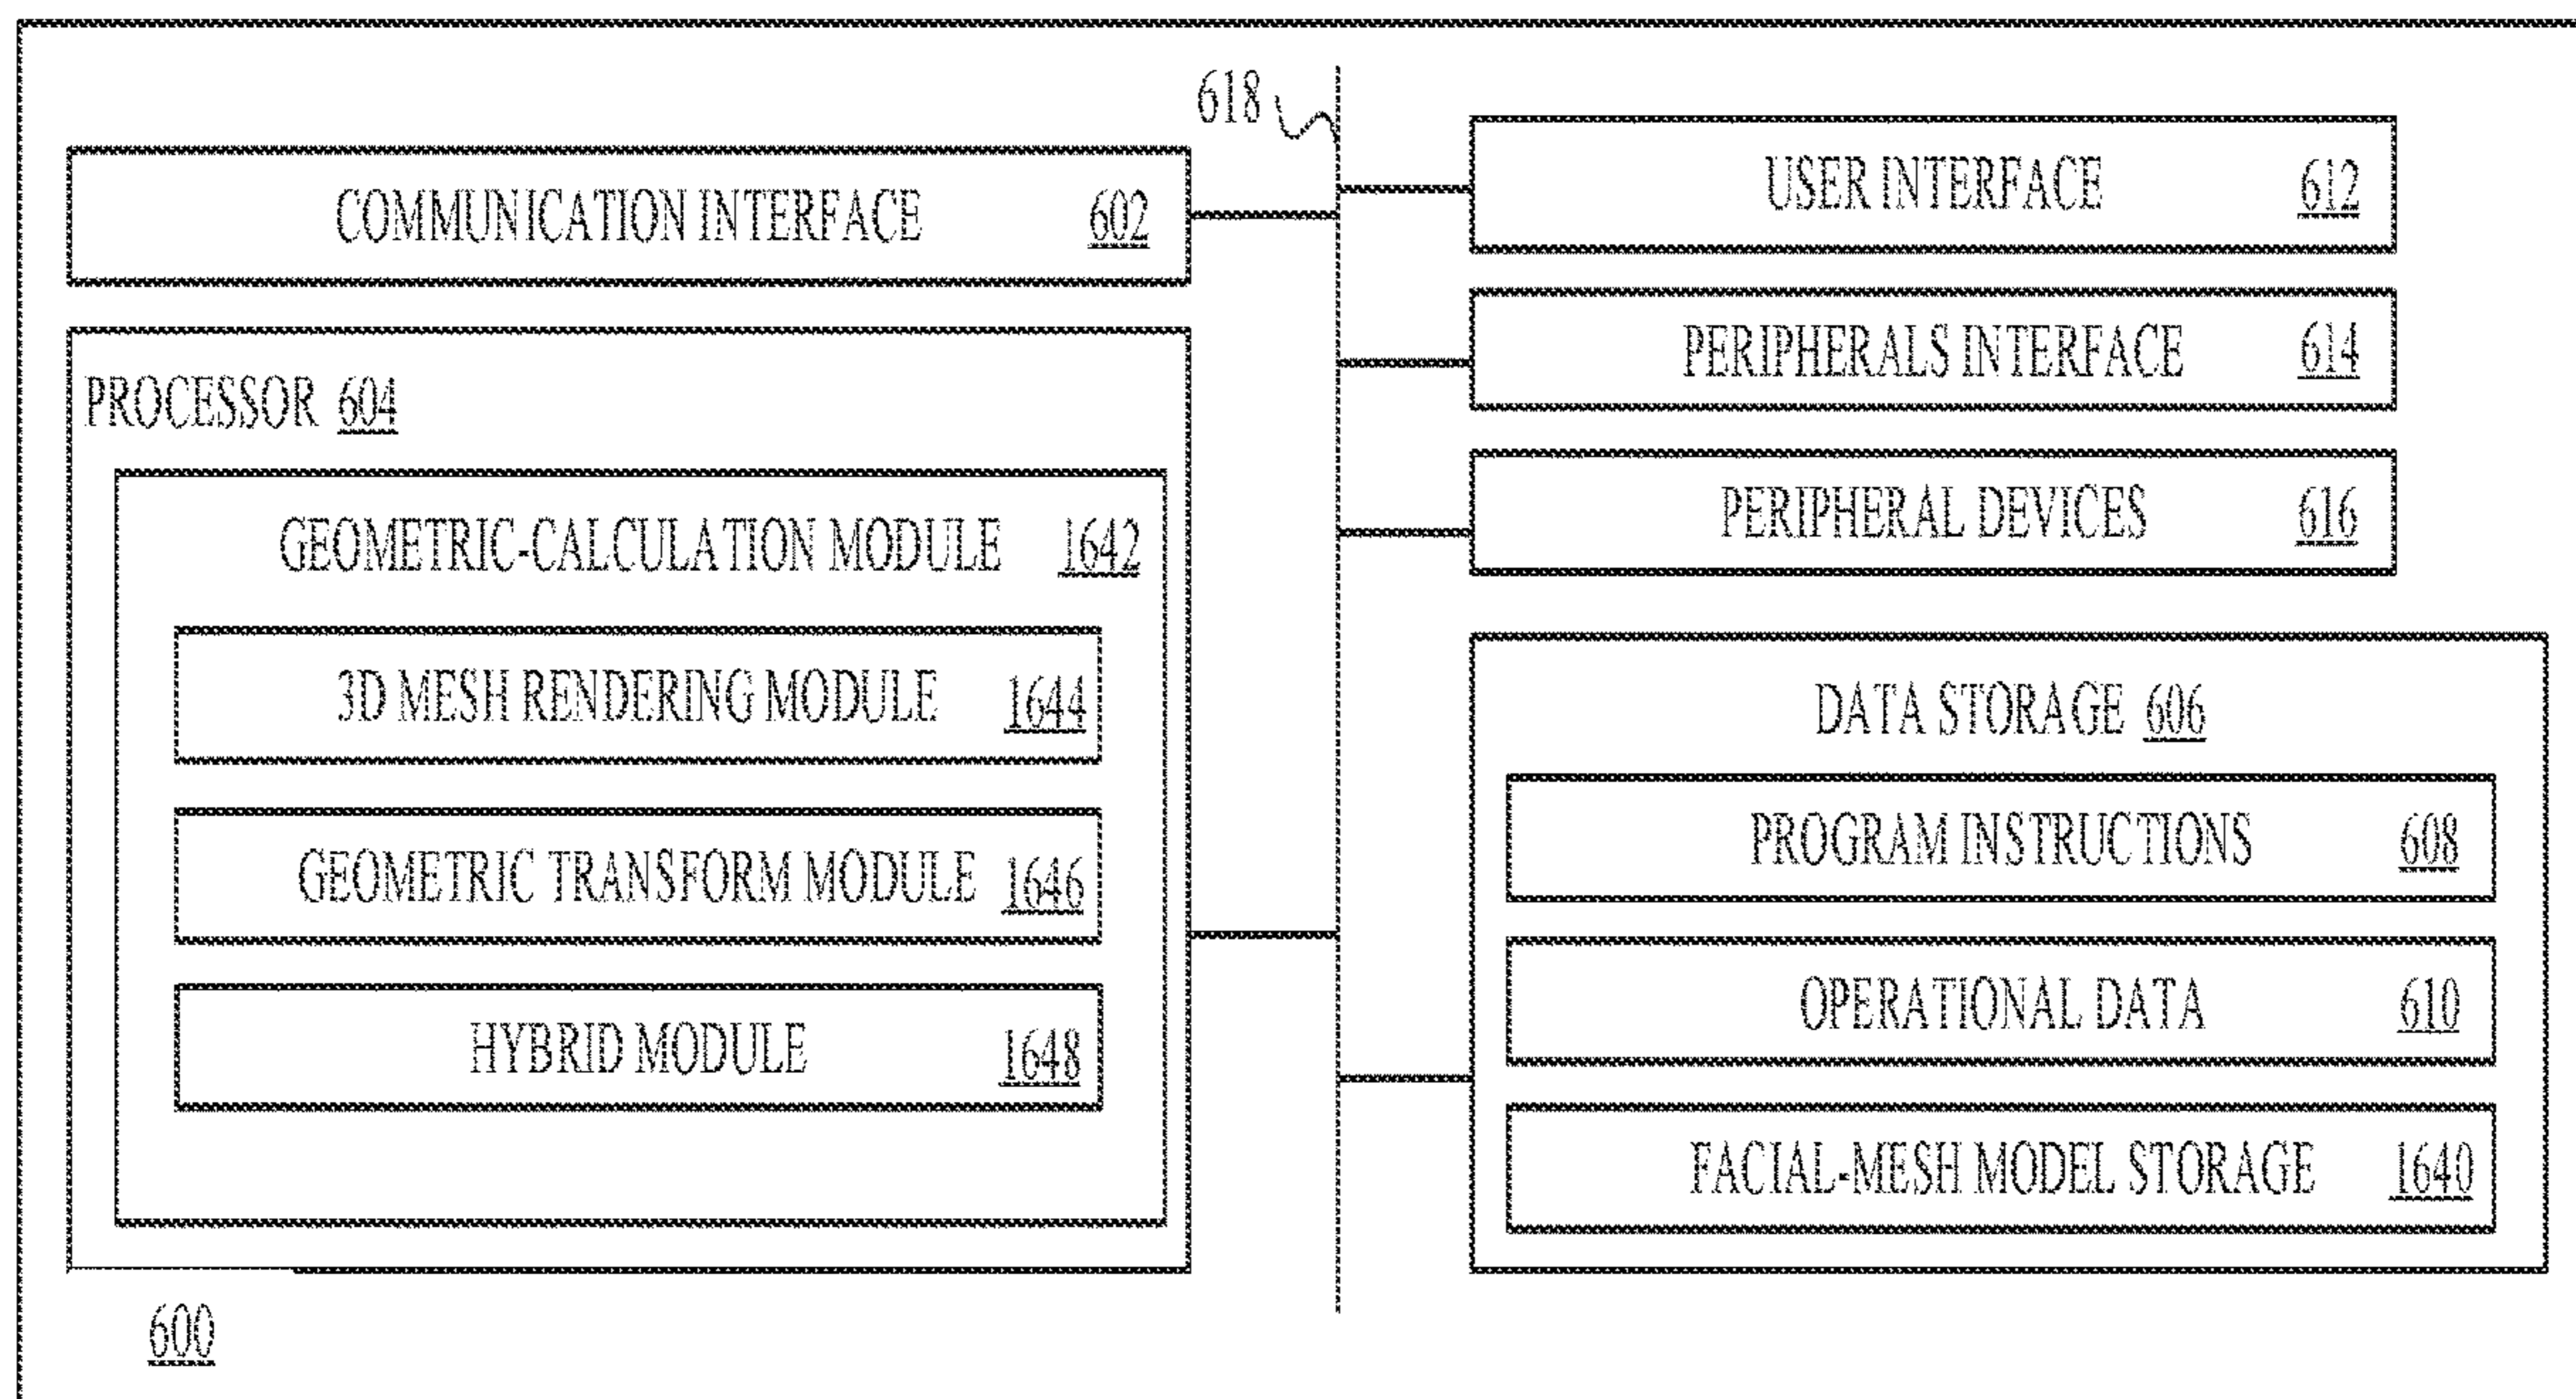 618
COMMUNICATION INTERFACE 602
PROCESSOR 604
GEOMETRIC-CALCULATION MODULE 1642
3D MESH RENDERING MODULE 1644
GEOMETRIC TRANSFORM MODULE 1646
HYBRID MODULE 1648
USER INTERFACE 612
PERIPHERALS INTERFACE 614
PERIPHERAL DEVICES 616
DATA STORAGE 606
PROGRAM INSTRUCTIONS 608
OPERATIONAL DATA 610
FACIAL-MESH MODEL STORAGE 1640
600